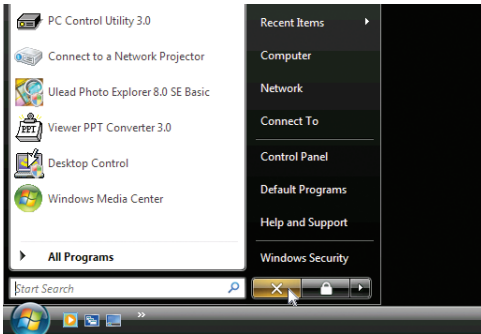 PC Control Utility 3.0
Connect to a Network Projector
Ulead Photo Explorer 8.0 SE Basic
PPT
Viewer PPT Converter 3.0
Desktop Control
Windows Media Center
All Programs
Start Search
Recent Items
Computer
Network
Connect To
Control Panel
Default Programs
Help and Support
Windows Security